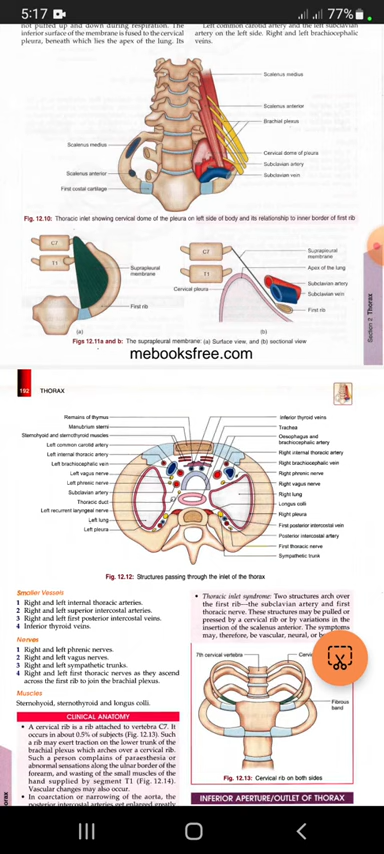 5:17
77%
not puffed up and down during respiration. The
inferior surface of the membrane is fused to the cervical
pleura, beneath which lies the apex of the lung. Its
Left common carotid artery and the left subclavian
artery on the left side. Right and left brachiocephalic
veins.
Scalenus medius
Scalenus anterior
Brachial plexus
Scalenus medius
Cervical dome of pleura
Subclavian artery
Scalenus anterior
Subclavian vein
First costal cartilage
Fig. 12.10: Thoracic inlet showing cervical dome of the pleura on left side of body and its relationship to inner border of first rib
C7
T1
Suprapleural
membrane
First rib
(a)
C7
T1
Cervical pleura
Suprapleural
membrane
Apex of the lung
Subclavian artery
Subclavian vein
First rib
(b)
Section 2 Thorax
Figs 12.11a and b: The suprapleural membrane: (a) Surface view, and (b) sectional view
mebooksfree.com
192 THORAX
Remains of thymus
Manubrium sterni
Sternohyoid and sternothyroid muscles
Left common carotid artery
Left internal thoracic artery
Left brachiocephalic vein
Left vagus nerve
Left phrenic nerve
Subclavian artery
Thoracic duct
Left recurrent laryngeal nerve
Left lung
Left pleura
Inferior thyroid veins
Trachea
Oesophagus and
brachiocephalic artery
Right internal thoracic artery
Right brachiocephalic vein
Right phrenic nerve
Right vagus nerve
Right lung
Longus colli
Right pleura
First posterior intercostal vein
Posterior intercostal artery
First thoracic nerve
Sympathetic trunk
Fig. 12.12: Structures passing through the inlet of the thorax
Smaller Vessels
1 Right and left internal thoracic arteries.
2 Right and left superior intercostal arteries.
3 Right and left first posterior intercostal veins.
4 Inferior thyroid veins.
Nerves
1 Right and left phrenic nerves.
2 Right and left vagus nerves.
3 Right and left sympathetic trunks.
4 Right and left first thoracic nerves as they ascend
across the first rib to join the brachial plexus.
Muscles
Sternohyoid, sternothyroid and longus colli.
CLINICAL ANATOMY
• A cervical rib is a rib attached to vertebra C7. It
occurs in about 0.5% of subjects (Fig. 12.13). Such
a rib may exert traction on the lower trunk of the
brachial plexus which arches over a cervical rib.
Such a person complains of paraesthesia or
abnormal sensations along the ulnar border of the
forearm, and wasting of the small muscles of the
hand supplied by segment T1 (Fig. 12.14).
Vascular changes may also occur.
• In coarctation or narrowing of the aorta, the
posterior intercostal arteries get enlarged greatly
orax
• Thoracic inlet syndrome: Two structures arch over
the first rib—the subclavian artery and first
thoracic nerve. These structures may be pulled or
pressed by a cervical rib or by variations in the
insertion of the scalenus anterior. The symptoms
may, therefore, be vascular, neural, or b
7th cervical vertebra
Cervi
Fibrous
band
Fig. 12.13: Cervical rib on both sides
INFERIOR APERTURE/OUTLET OF THORAX